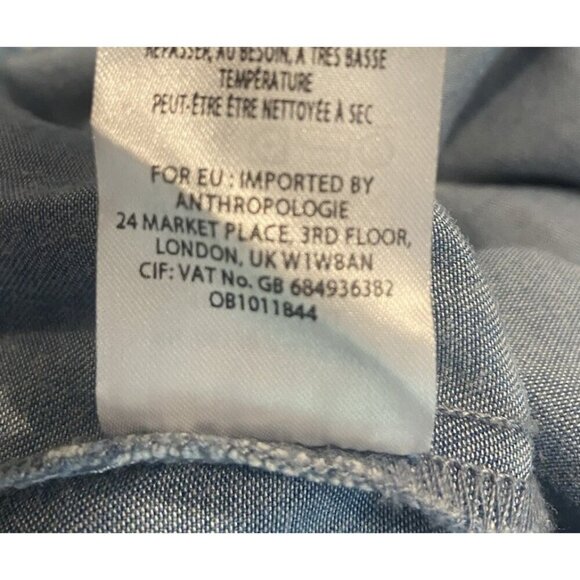 REPASSER, AU BESOIN, A TRES BASSE
TEMPÉRATURE
PEUT-ÊTRE ÊTRE NETTOYÉE À SEC
FOR EU : IMPORTED BY
ANTHROPOLOGIE
24 MARKET PLACE, 3RD FLOOR,
LONDON, UK W1W8AN
CIF: VAT No. GB 684936382
OB1011844